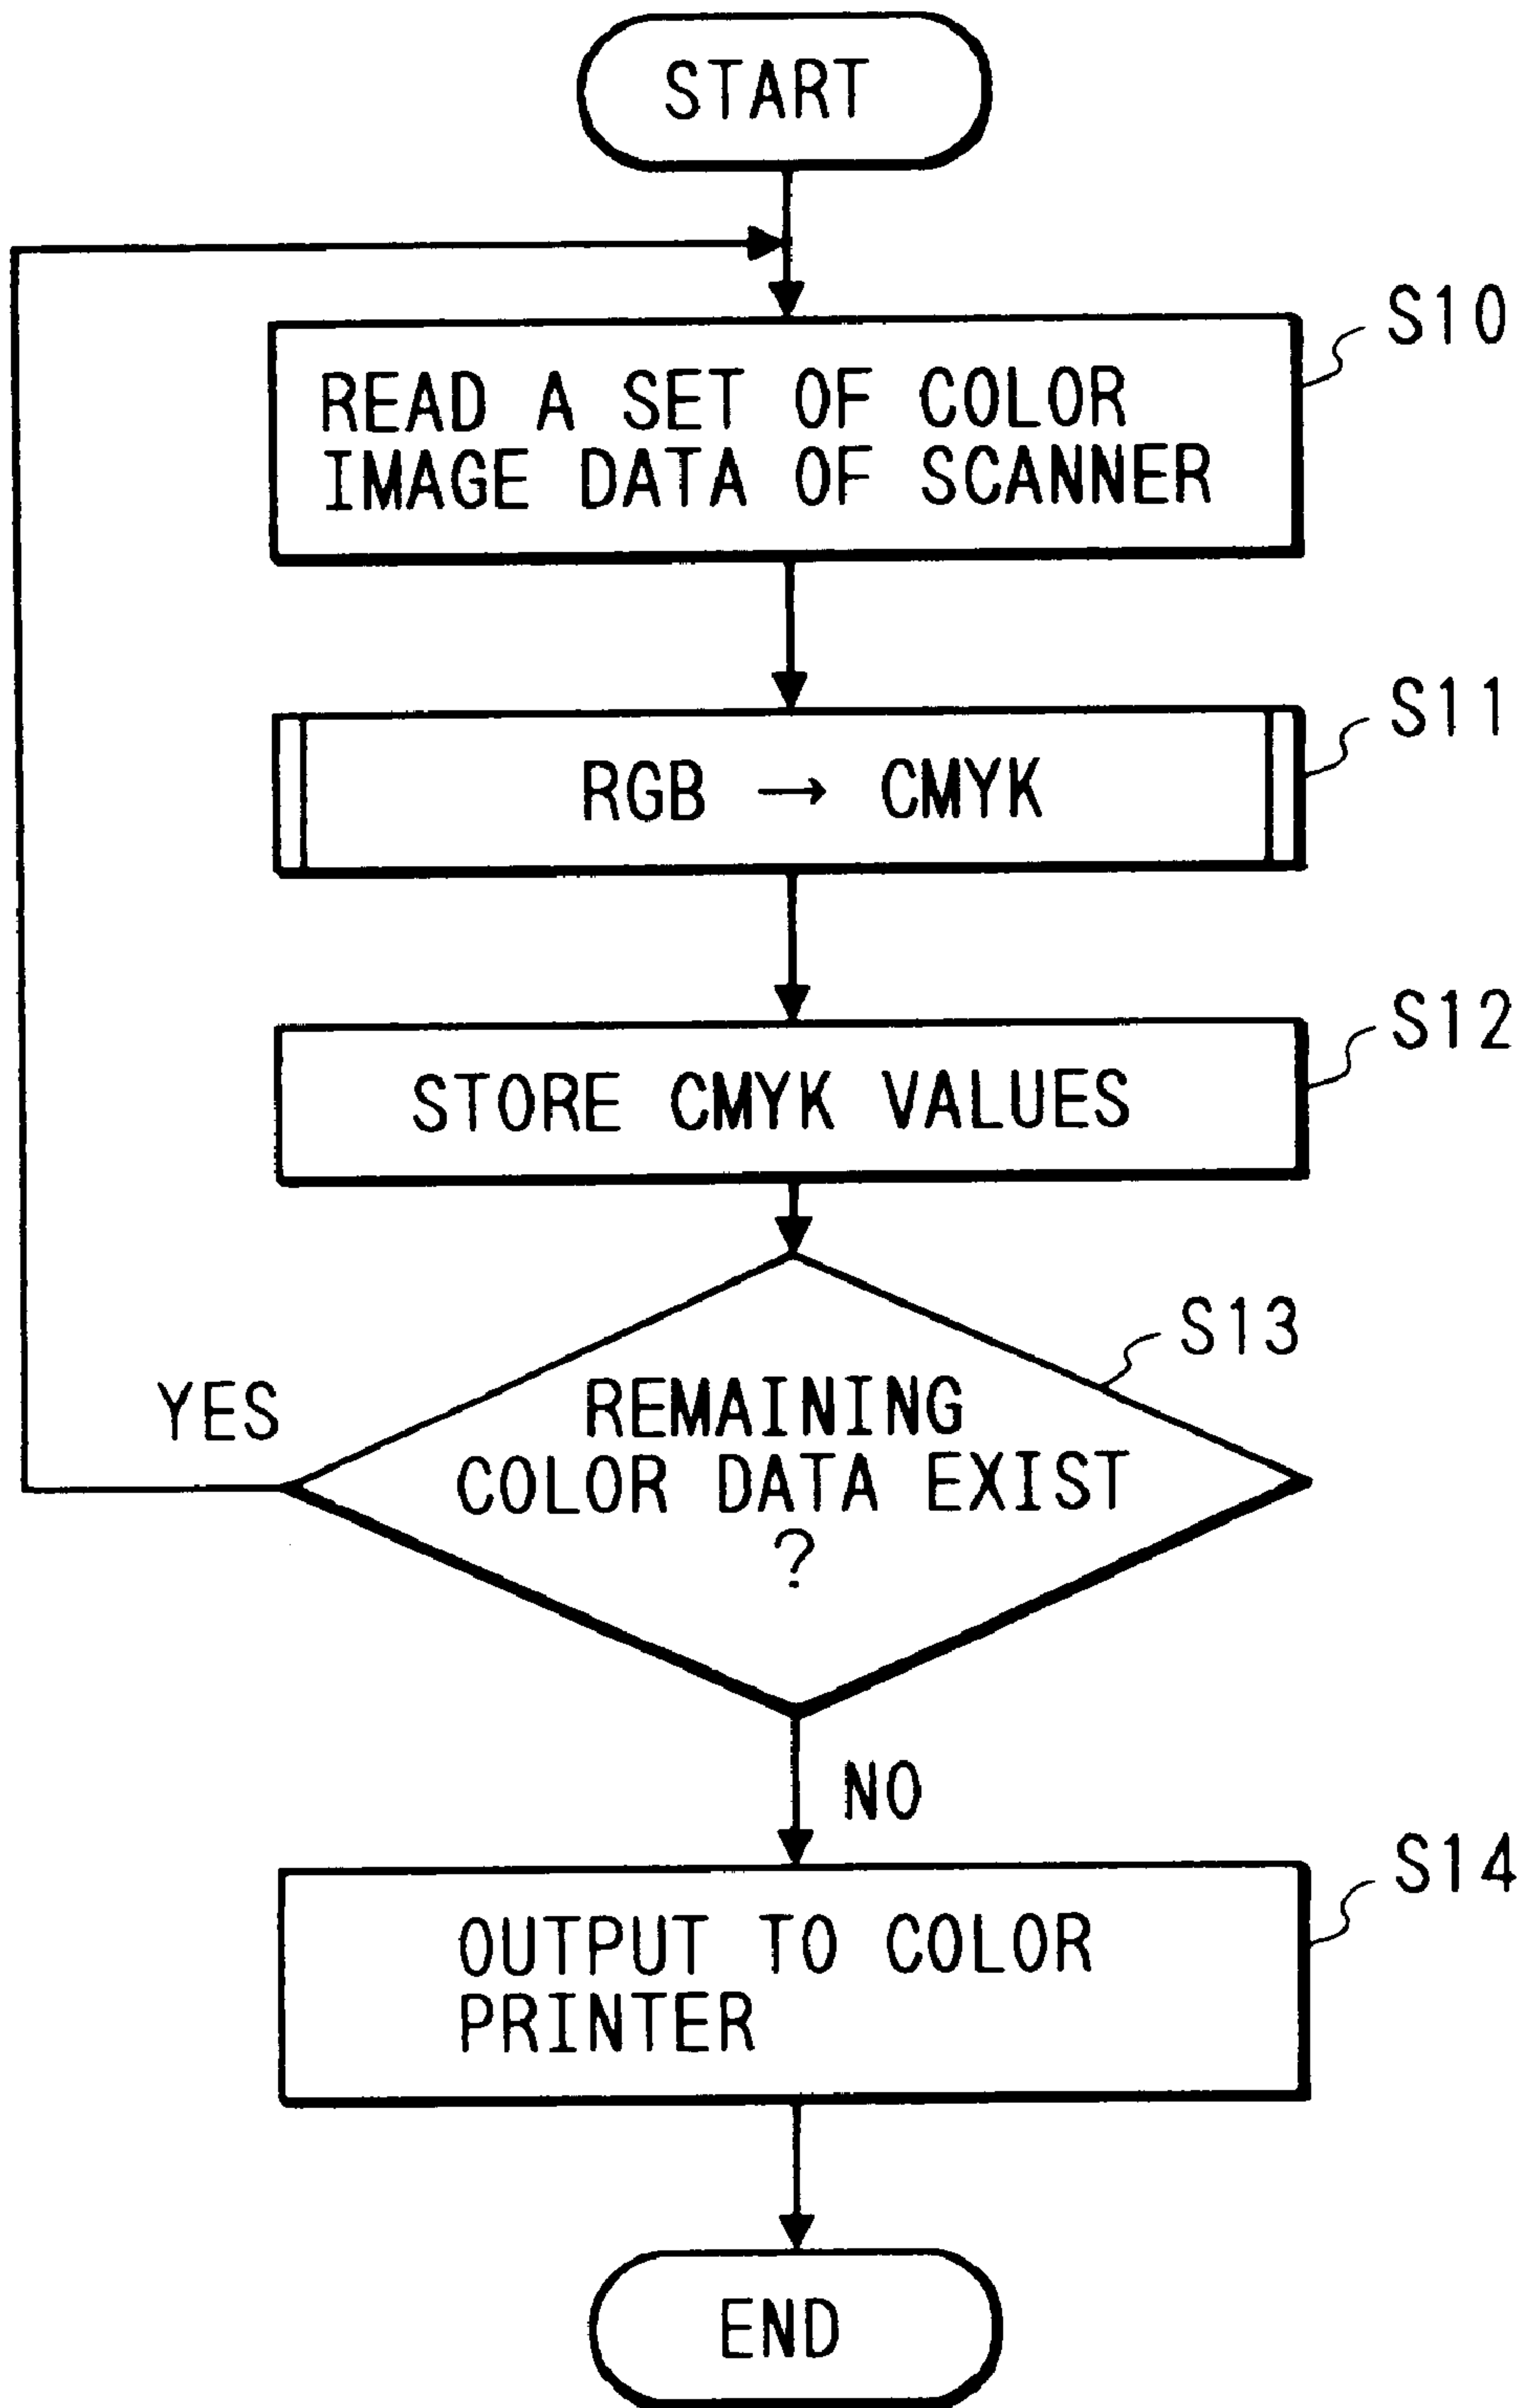 START
S10
READ A SET OF COLOR
IMAGE DATA OF SCANNER
S11
RGB → CMYK
S12
STORE CMYK VALUES
S13
YES
REMAINING
COLOR DATA EXIST
?
NO
S14
OUTPUT TO COLOR
PRINTER
END